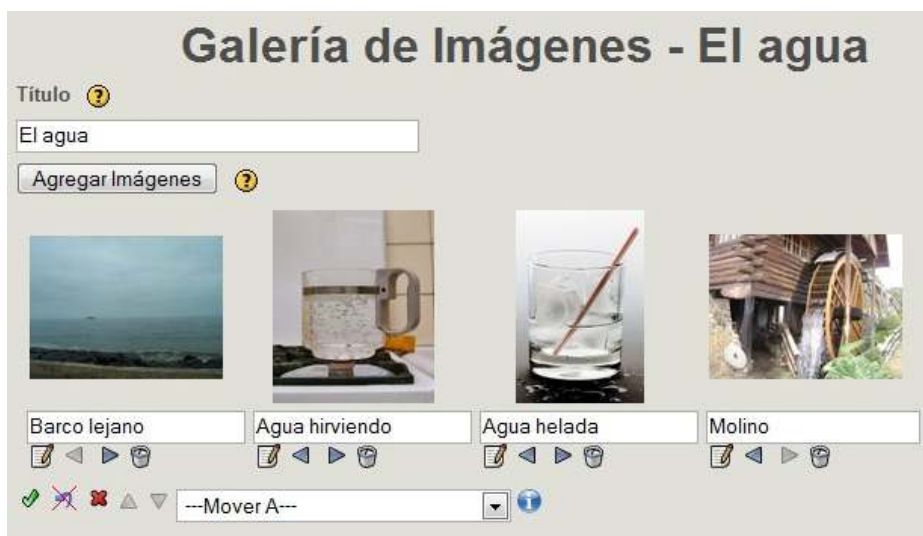 Galería de Imágenes - El agua
Título
El agua
Agregar Imágenes
Barco lejano
Agua hirviendo
Agua helada
Molino
---Mover A---